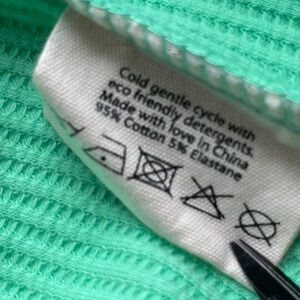 Cold gentle cycle with
eco friendly detergents.
Made with love in China
95% Cotton 5% Elastane